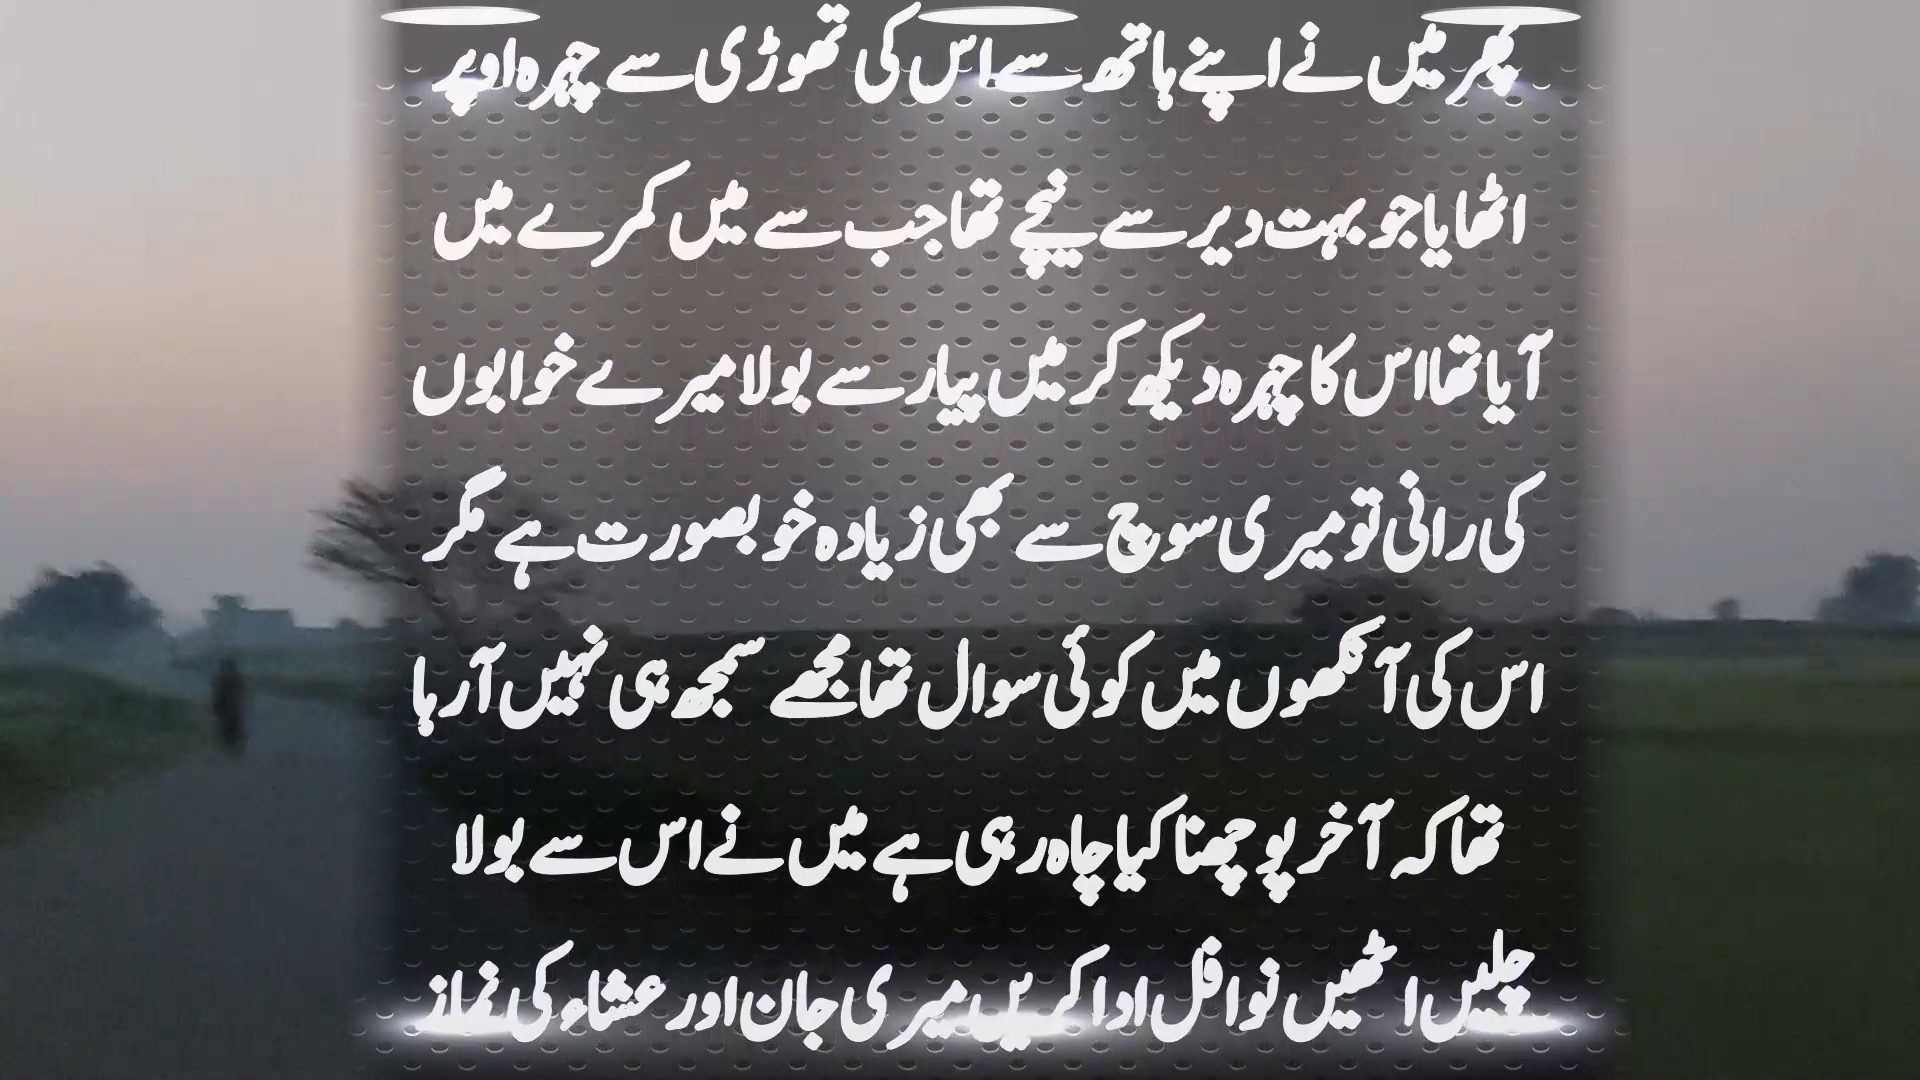 پھر میں نے اپنے ہاتھ سے اس کی تھوڑی سے چہرہ اوپر
اٹھایا جو بہت دیر سے نیچے تھا جب سے میں کمرے میں
آیا تھا اس کا چہرہ دیکھ کر میں پیار سے بولا میرے خوابوں
کی رانی تو میری سوچ سے بھی زیادہ خوبصورت ہے مگر
اس کی آنکھوں میں کوئی سوال تھا مجھے سمجھ ہی نہیں آ رہا
تھا کہ آخر پوچھنا کیا چاہ رہی ہے میں نے اس سے بولا
چلیں اٹھیں نوافل ادا کریں میری جان اور عشاء کی نماز